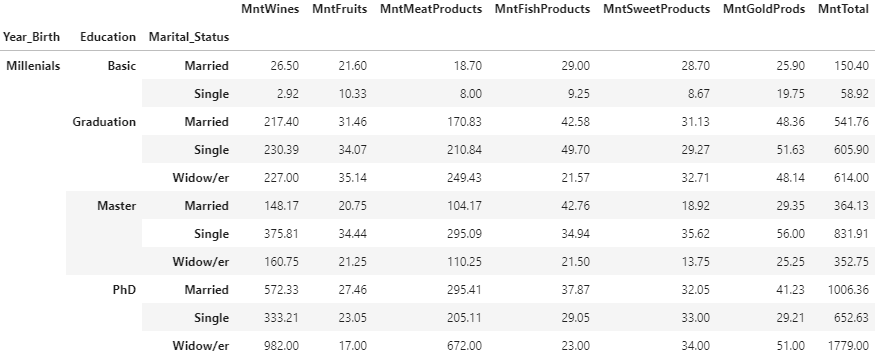 MntWines MntFruits MntMeatProducts MntFishProducts MntSweetProducts MntGoldProds MntTotal
Year_Birth Education Marital_Status
Millenials Basic Married 26.50 21.60 18.70 29.00 28.70 25.90 150.40
Single 2.92 10.33 8.00 9.25 8.67 19.75 58.92
Graduation Married 217.40 31.46 170.83 42.58 31.13 48.36 541.76
Single 230.39 34.07 210.84 49.70 29.27 51.63 605.90
Widow/er 227.00 35.14 249.43 21.57 32.71 48.14 614.00
Master Married 148.17 20.75 104.17 42.76 18.92 29.35 364.13
Single 375.81 34.44 295.09 34.94 35.62 56.00 831.91
Widow/er 160.75 21.25 110.25 21.50 13.75 25.25 352.75
PhD Married 572.33 27.46 295.41 37.87 32.05 41.23 1006.36
Single 333.21 23.05 205.11 29.05 33.00 29.21 652.63
Widow/er 982.00 17.00 672.00 23.00 34.00 51.00 1779.00